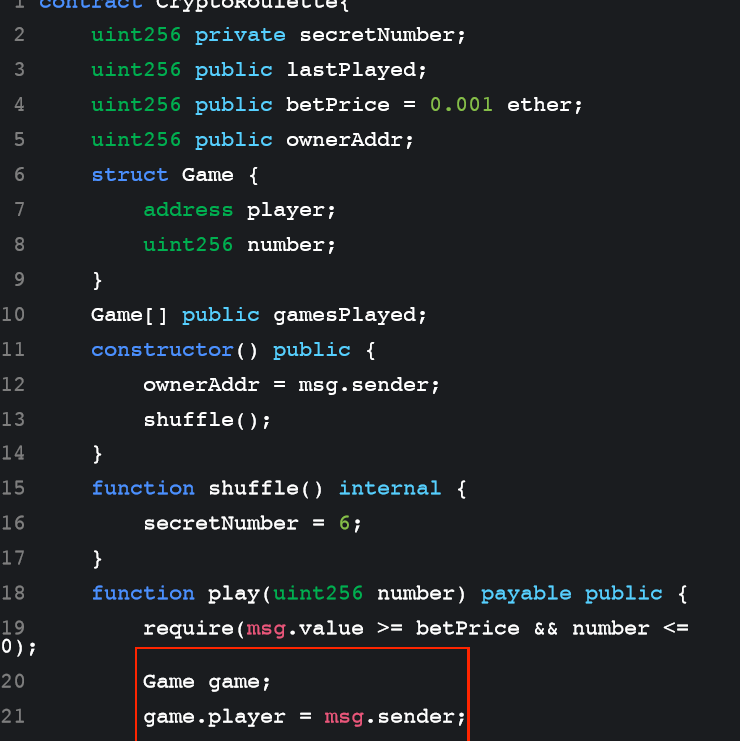 1 contract CryptoRoulette{
2 uint256 private secretNumber;
3 uint256 public lastPlayed;
4 uint256 public betPrice = 0.001 ether;
5 uint256 public ownerAddr;
6 struct Game {
7 address player;
8 uint256 number;
9 }
10 Game[] public gamesPlayed;
11 constructor() public {
12 ownerAddr = msg.sender;
13 shuffle();
14 }
15 function shuffle() internal {
16 secretNumber = 6;
17 }
18 function play(uint256 number) payable public {
19 require(msg.value >= betPrice && number <=
0);
20 Game game;
21 game.player = msg.sender;